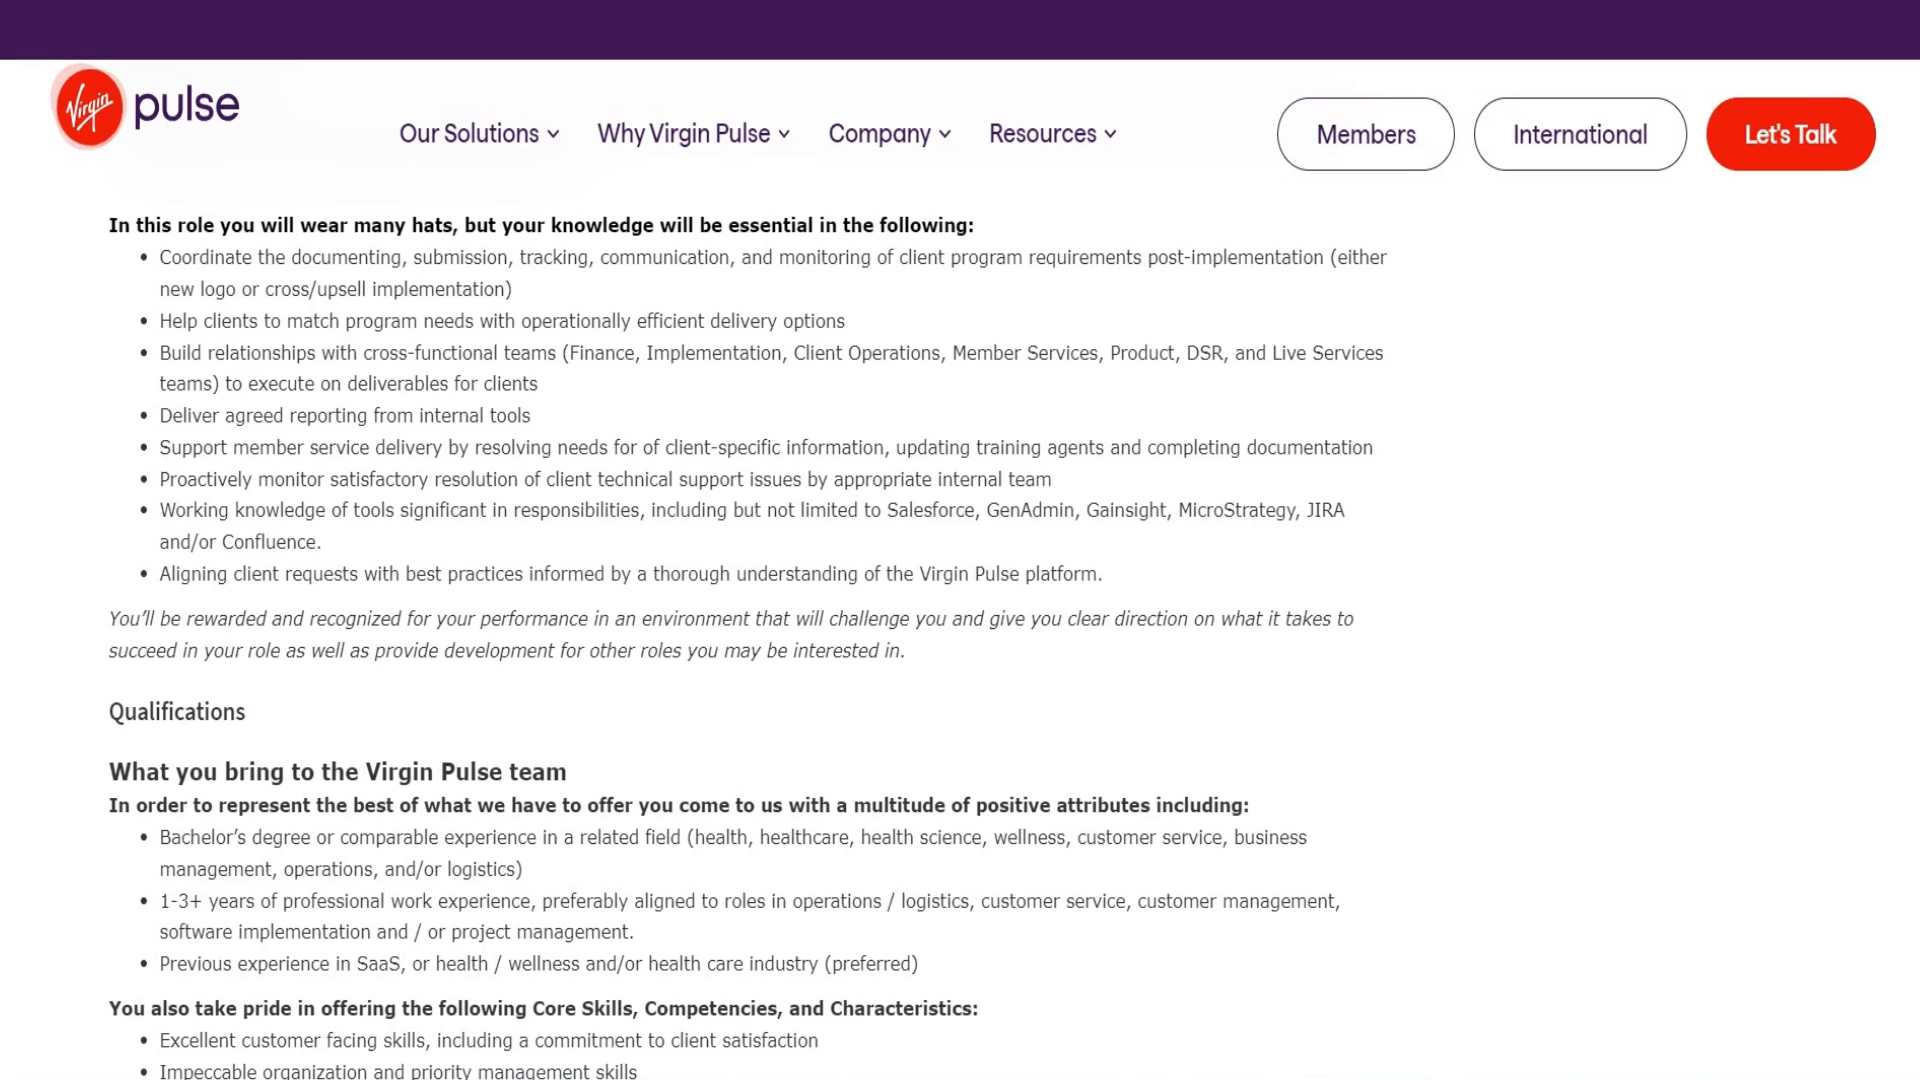 Virgin pulse
Our Solutions
Why Virgin Pulse
Company
Resources
Members
International
Let's Talk
In this role you will wear many hats, but your knowledge will be essential in the following:
• Coordinate the documenting, submission, tracking, communication, and monitoring of client program requirements post-implementation (either
new logo or cross/upsell implementation)
• Help clients to match program needs with operationally efficient delivery options
• Build relationships with cross-functional teams (Finance, Implementation, Client Operations, Member Services, Product, DSR, and Live Services
teams) to execute on deliverables for clients
• Deliver agreed reporting from internal tools
• Support member service delivery by resolving needs for of client-specific information, updating training agents and completing documentation
• Proactively monitor satisfactory resolution of client technical support issues by appropriate internal team
• Working knowledge of tools significant in responsibilities, including but not limited to Salesforce, GenAdmin, Gainsight, MicroStrategy, JIRA
and/or Confluence.
• Aligning client requests with best practices informed by a thorough understanding of the Virgin Pulse platform.
You’ll be rewarded and recognized for your performance in an environment that will challenge you and give you clear direction on what it takes to
succeed in your role as well as provide development for other roles you may be interested in.
Qualifications
What you bring to the Virgin Pulse team
In order to represent the best of what we have to offer you come to us with a multitude of positive attributes including:
• Bachelor’s degree or comparable experience in a related field (health, healthcare, health science, wellness, customer service, business
management, operations, and/or logistics)
• 1-3+ years of professional work experience, preferably aligned to roles in operations / logistics, customer service, customer management,
software implementation and / or project management.
• Previous experience in SaaS, or health / wellness and/or health care industry (preferred)
You also take pride in offering the following Core Skills, Competencies, and Characteristics:
• Excellent customer facing skills, including a commitment to client satisfaction
• Impeccable organization and priority management skills